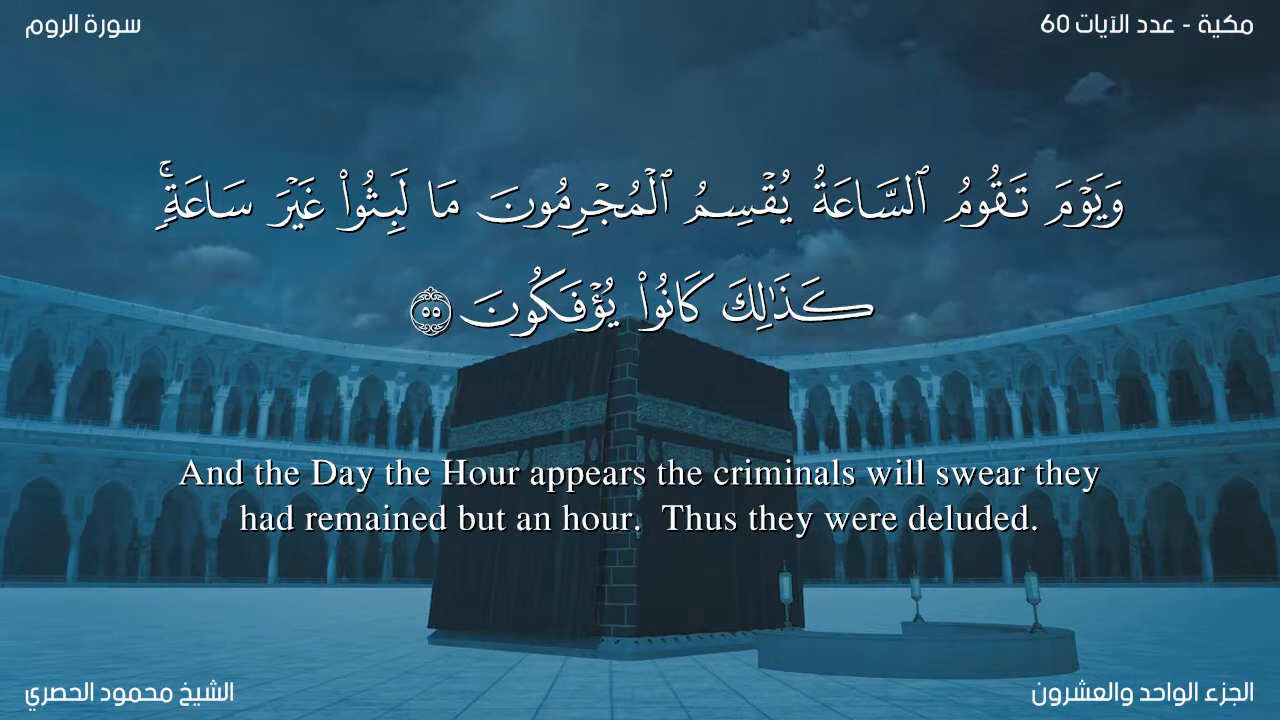 سورة الروم
مكية - عدد الآيات 60
وَيَوْمَ تَقُومُ ٱلسَّاعَةُ يُقْسِمُ ٱلْمُجْرِمُونَ مَا لَبِثُوا۟ غَيْرَ سَاعَةٍۢ ۚ
كَذَٰلِكَ كَانُوا۟ يُؤْفَكُونَ ٥٥
And the Day the Hour appears the criminals will swear they
had remained but an hour.  Thus they were deluded.
الشيخ محمود الحصري
الجزء الواحد والعشرون